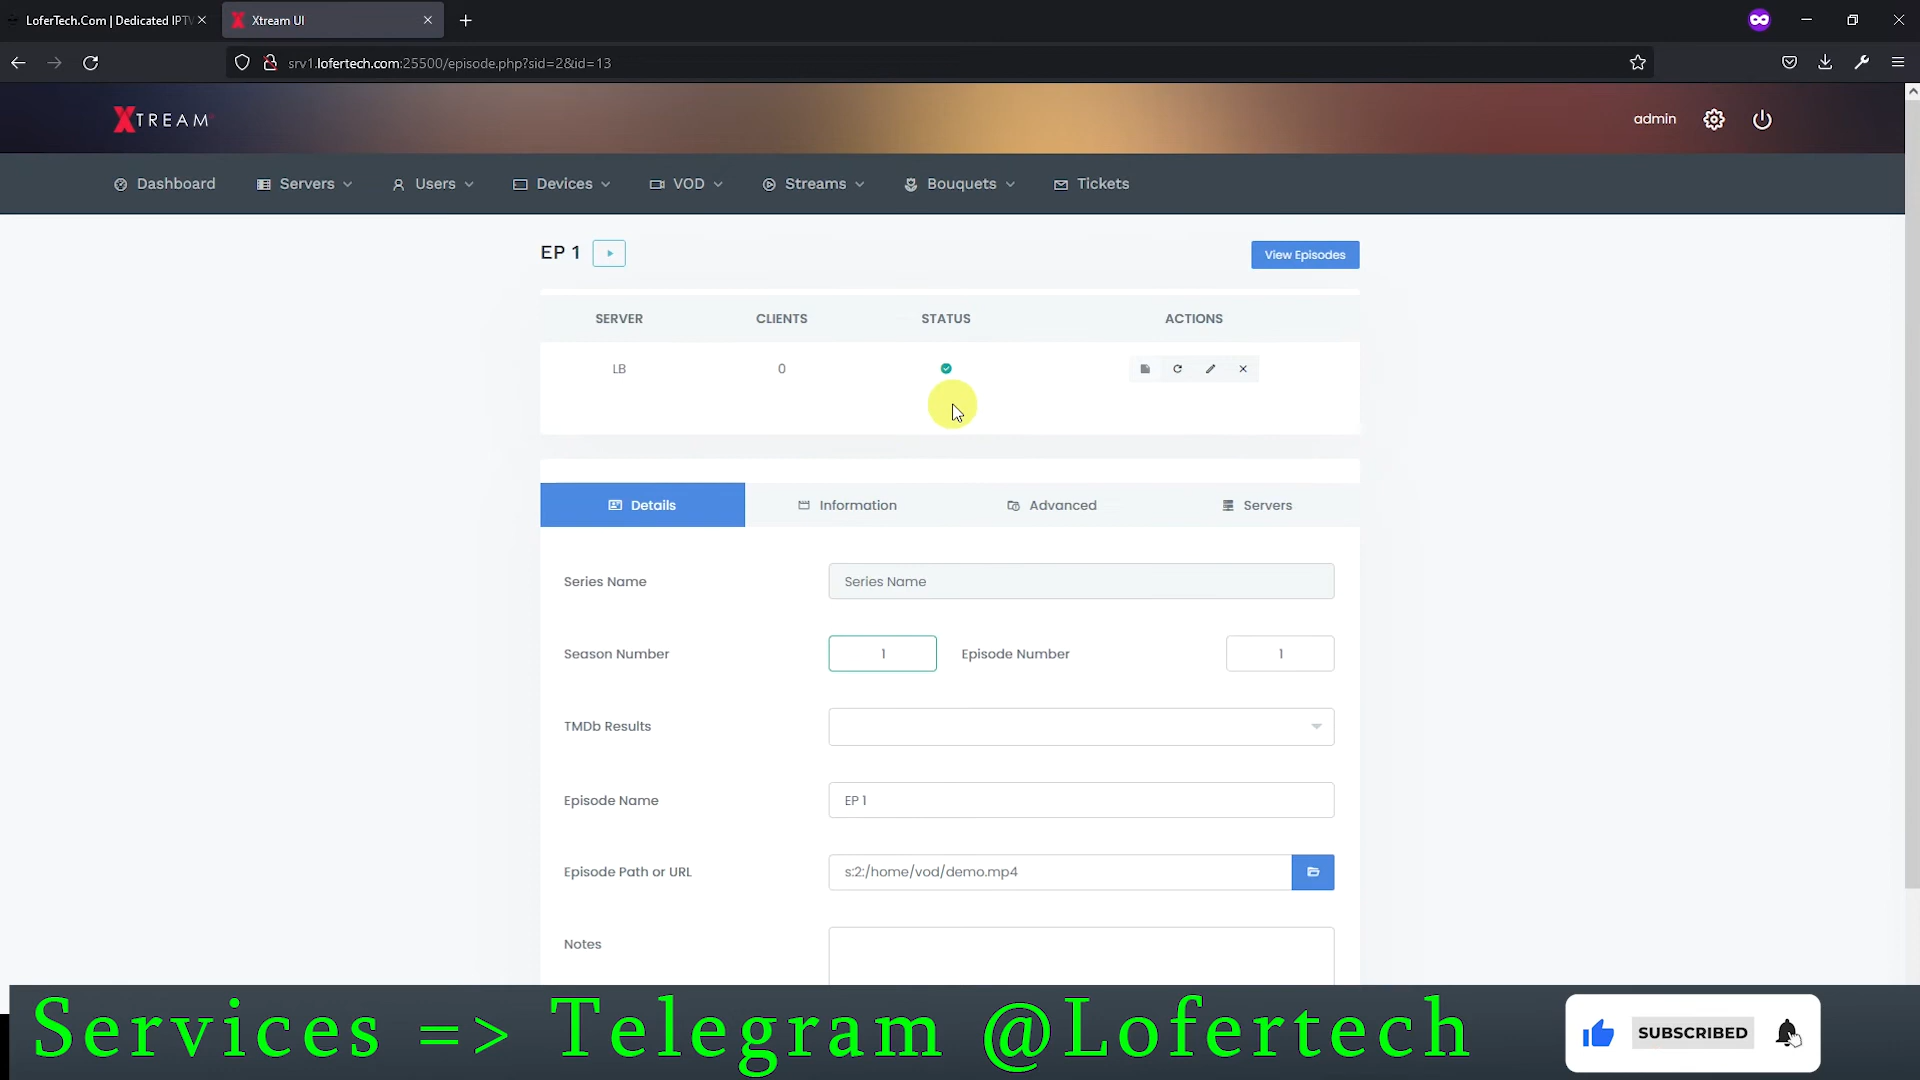 LoferTech.Com | Dedicated IPTV
Xtream UI
srv1.lofertech.com:25500/episode.php?sid=2&id=13
XTREAM
admin
Dashboard
Servers
Users
Devices
VOD
Streams
Bouquets
Tickets
EP 1
View Episodes
SERVER CLIENTS STATUS ACTIONS
LB 0
Details
Information
Advanced
Servers
Series Name Series Name
Season Number 1 Episode Number 1
TMDb Results
Episode Name EP 1
Episode Path or URL s:2:/home/vod/demo.mp4
Notes
Services => Telegram @Lofertech
SUBSCRIBED